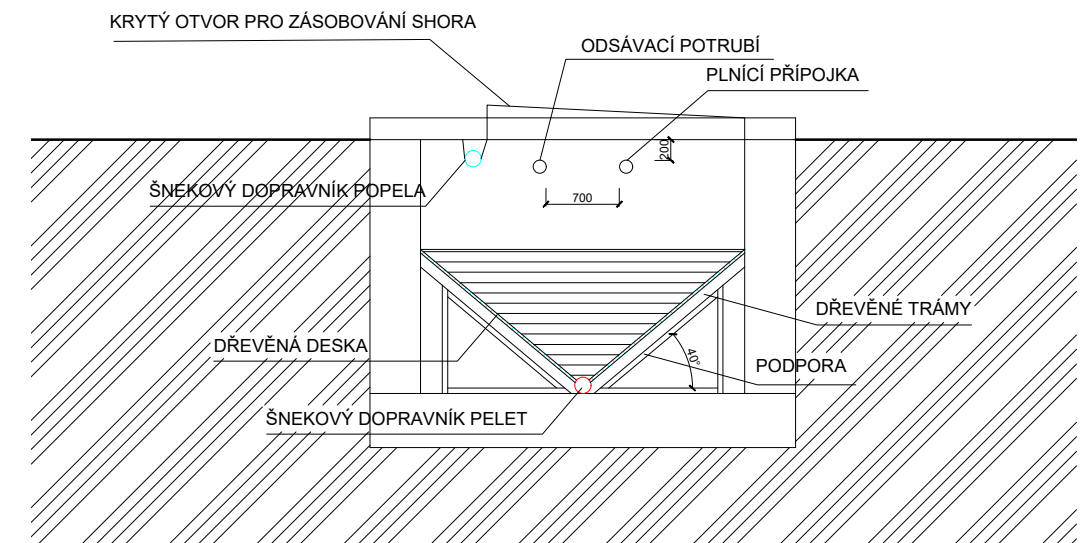 KRYTÝ OTVOR PRO ZÁSOBOVÁNÍ SHORA
ODSÁVACÍ POTRUBÍ
PLNÍCÍ PŘÍPOJKA
200
ŠNEKOVÝ DOPRAVNÍK POPELA
700
DŘEVĚNÉ TRÁMY
DŘEVĚNÁ DESKA
40°
PODPORA
ŠNEKOVÝ DOPRAVNÍK PELET